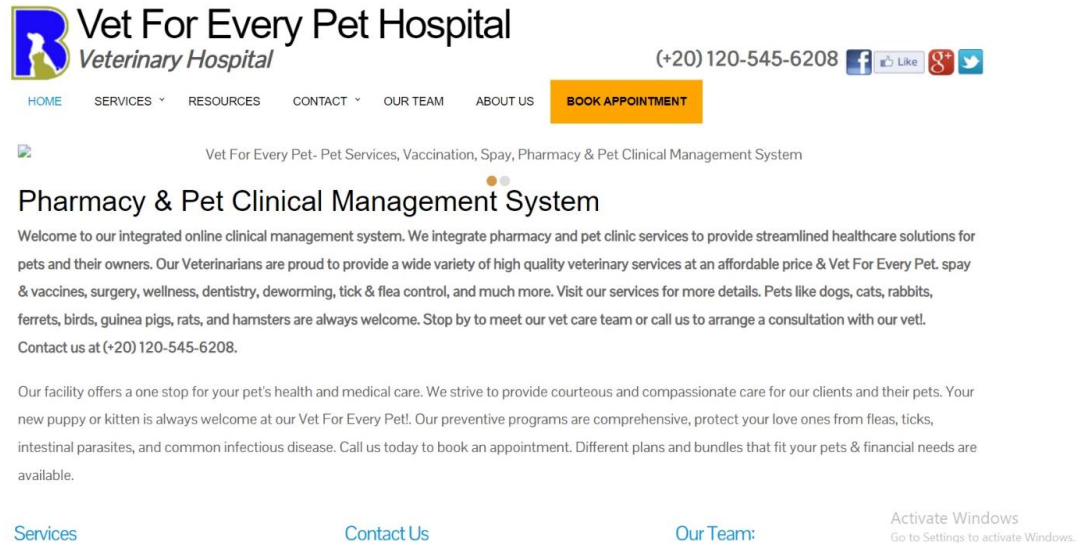 Vet For Every Pet Hospital
Veterinary Hospital
(+20) 120-545-6208
Like
HOME SERVICES RESOURCES CONTACT OUR TEAM ABOUT US BOOK APPOINTMENT
Vet For Every Pet- Pet Services, Vaccination, Spay, Pharmacy & Pet Clinical Management System
Pharmacy & Pet Clinical Management System
Welcome to our integrated online clinical management system. We integrate pharmacy and pet clinic services to provide streamlined healthcare solutions for
pets and their owners. Our Veterinarians are proud to provide a wide variety of high quality veterinary services at an affordable price & Vet For Every Pet. spay
& vaccines, surgery, wellness, dentistry, deworming, tick & flea control, and much more. Visit our services for more details. Pets like dogs, cats, rabbits,
ferrets, birds, guinea pigs, rats, and hamsters are always welcome. Stop by to meet our vet care team or call us to arrange a consultation with our vet!.
Contact us at (+20) 120-545-6208.
Our facility offers a one stop for your pet's health and medical care. We strive to provide courteous and compassionate care for our clients and their pets. Your
new puppy or kitten is always welcome at our Vet For Every Pet!. Our preventive programs are comprehensive, protect your love ones from fleas, ticks,
intestinal parasites, and common infectious disease. Call us today to book an appointment. Different plans and bundles that fit your pets & financial needs are
available.
Services Contact Us Our Team:
Activate Windows
Go to Settings to activate Windows.